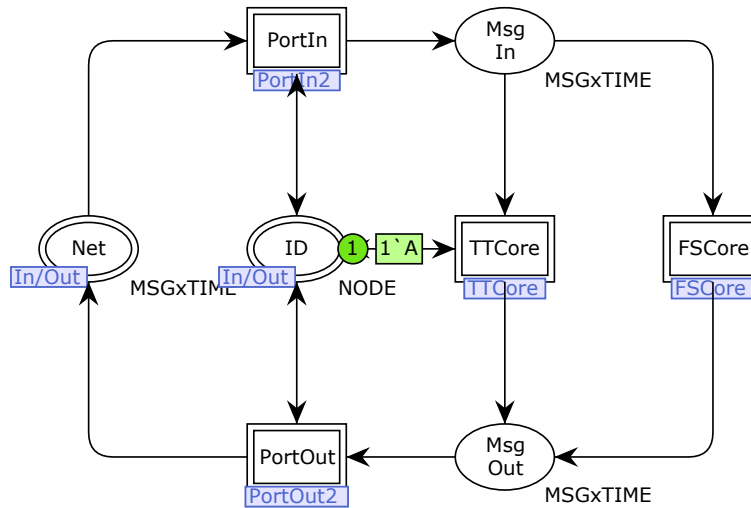 PortIn
PortIn2
Msg
In
MSGxTIME
Net
In/Out
MSGxTIME
ID
In/Out
NODE
1
1`A
TTCore
TTCore
FSCore
FSCore
PortOut
PortOut2
Msg
Out
MSGxTIME